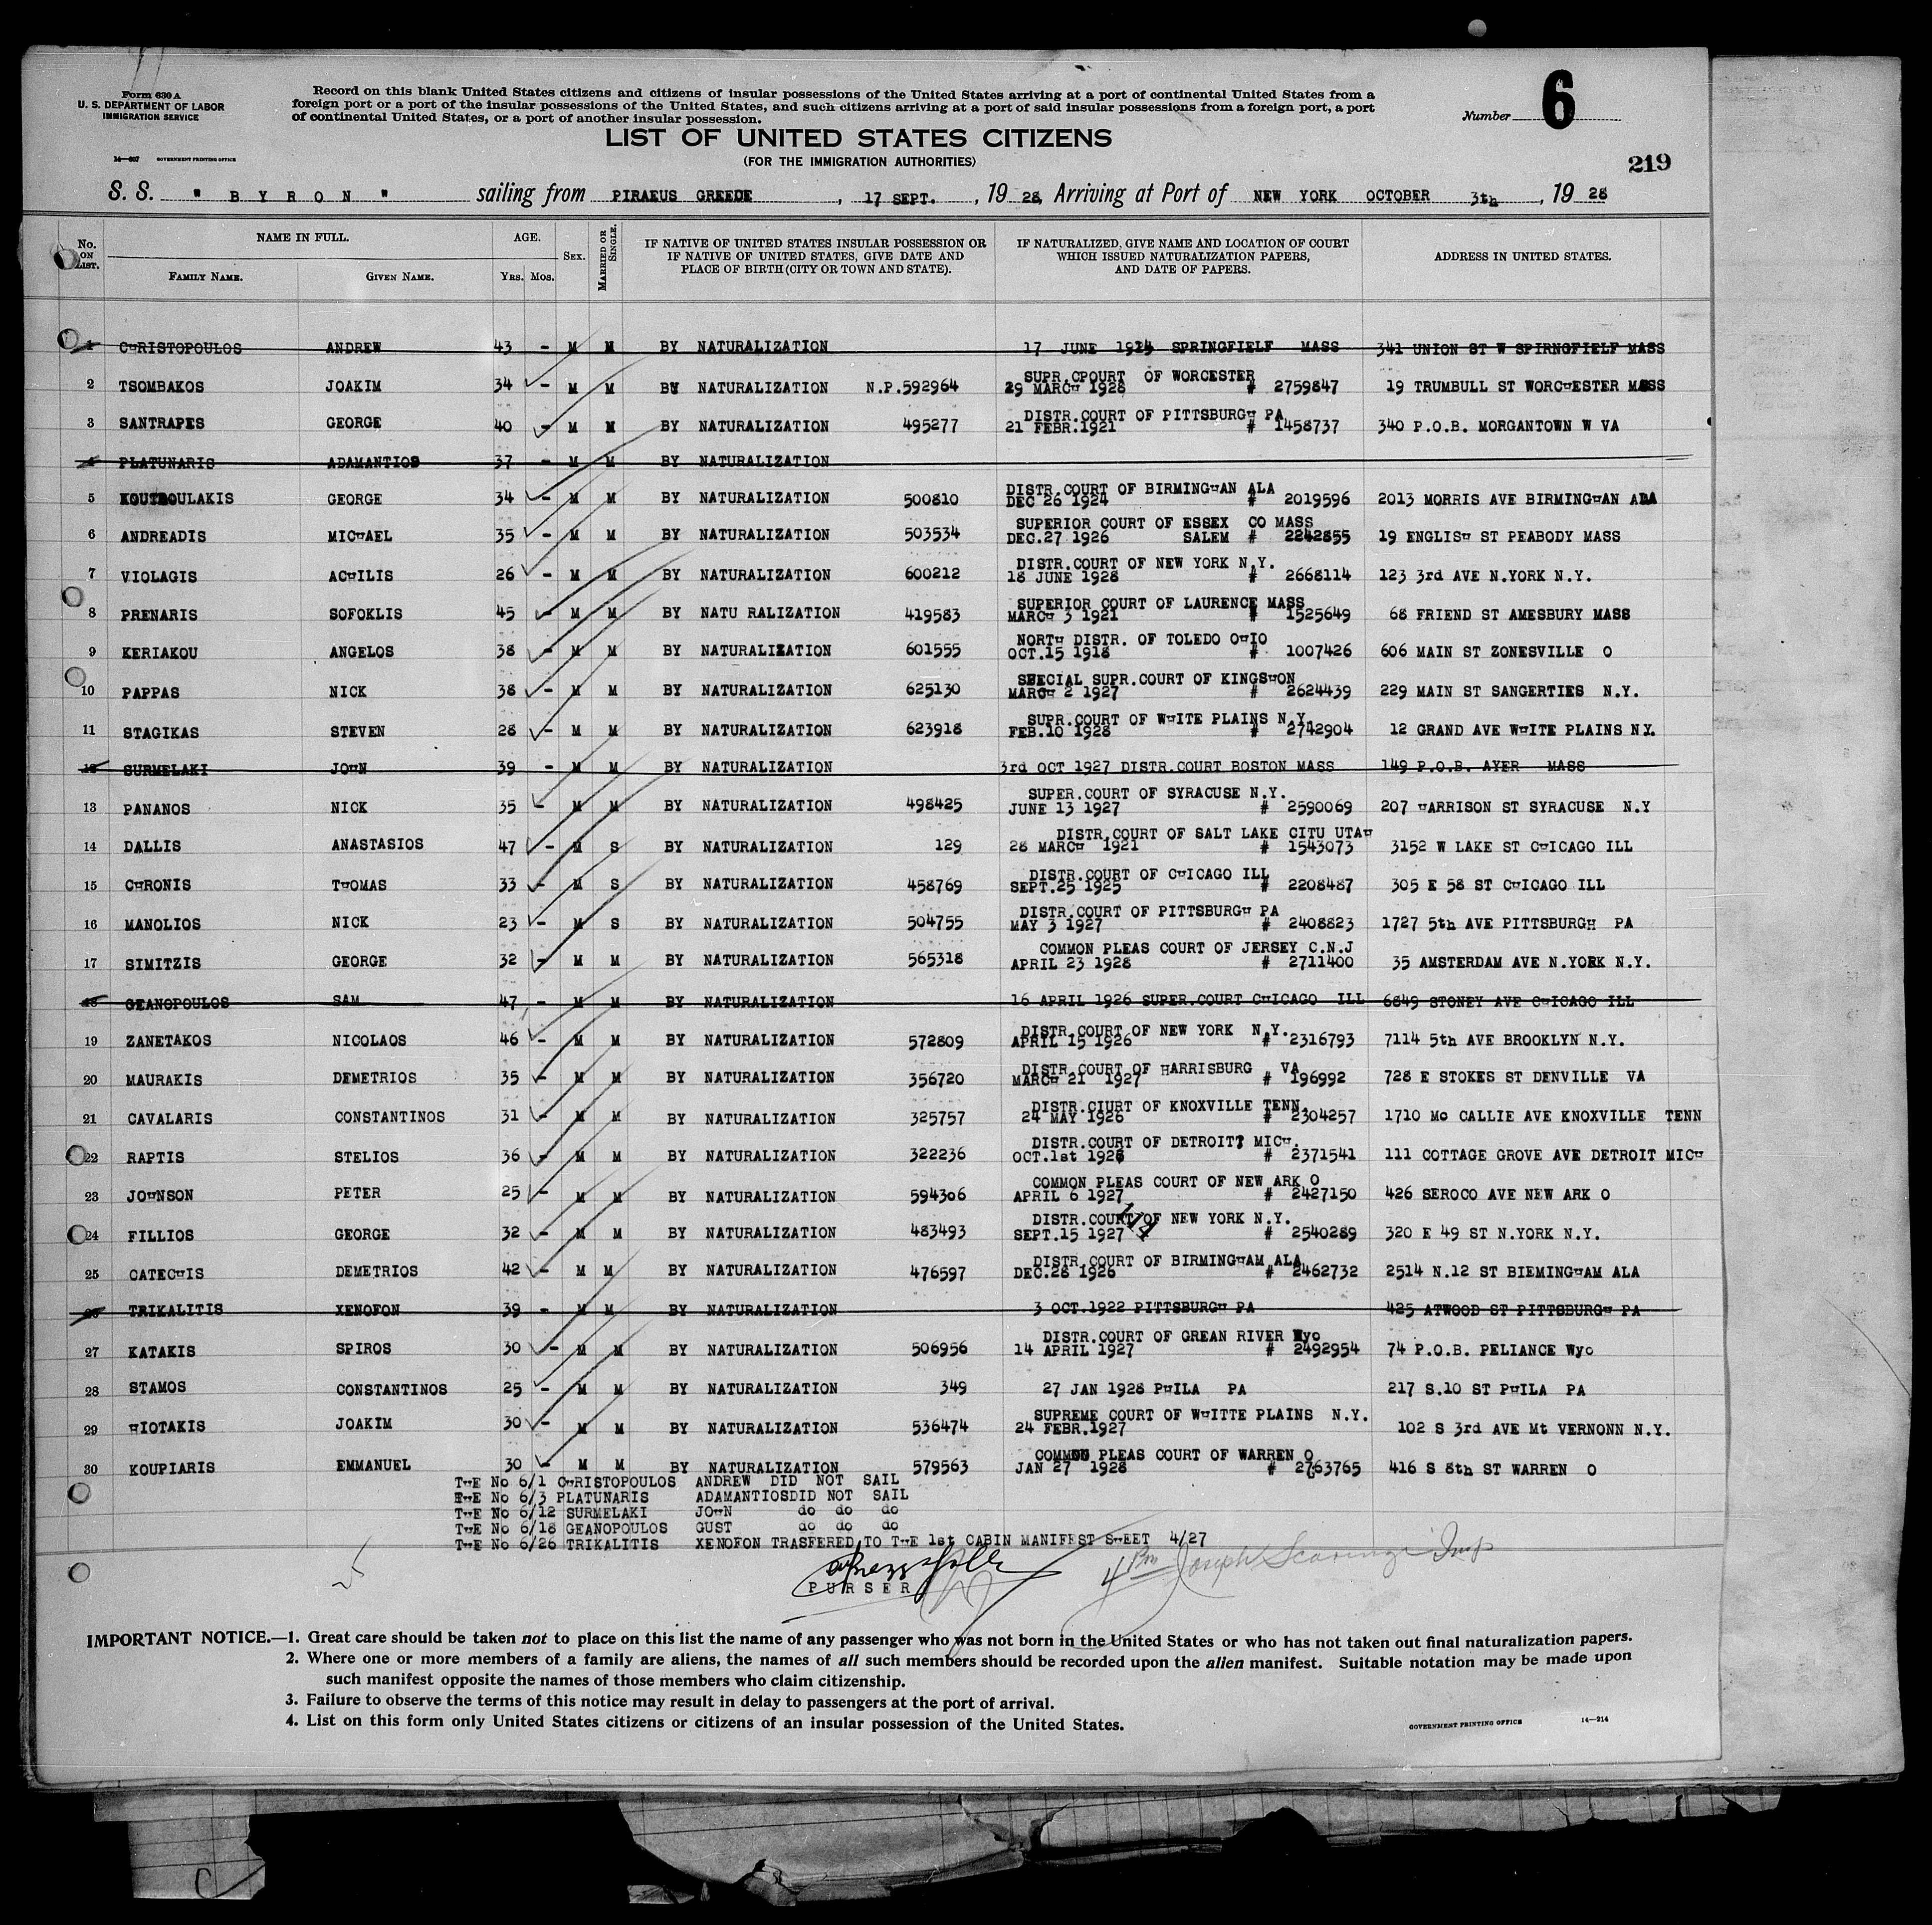 Form 630 A
U. S. DEPARTMENT OF LABOR
IMMIGRATION SERVICE
14—807 GOVERNMENT PRINTING OFFICE
Record on this blank United States citizens and citizens of insular possessions of the United States arriving at a port of continental United States from a
foreign port or a port of the insular possessions of the United States, and such citizens arriving at a port of said insular possessions from a foreign port, a port
of continental United States, or a port of another insular possession.
Number 6
LIST OF UNITED STATES CITIZENS
(FOR THE IMMIGRATION AUTHORITIES)
219
S. S. " B Y R O N " sailing from PIRAEUS GREEDE, 17 SEPT., 19 28, Arriving at Port of NEW YORK OCTOBER 3th, 19 28
No. ON LIST. NAME IN FULL. FAMILY NAME. GIVEN NAME. AGE. Yrs. Mos. SEX. MARRIED OR SINGLE. IF NATIVE OF UNITED STATES INSULAR POSSESSION OR IF NATIVE OF UNITED STATES, GIVE DATE AND PLACE OF BIRTH (CITY OR TOWN AND STATE). IF NATURALIZED, GIVE NAME AND LOCATION OF COURT WHICH ISSUED NATURALIZATION PAPERS, AND DATE OF PAPERS. ADDRESS IN UNITED STATES.
1 CHRISTOPOULOS ANDREW 43 - M M BY NATURALIZATION 17 JUNE SPRINGFIELF MASS 341 UNION ST W SPIRNGFIELF MASS
2 TSOMBAKOS JOAKIM 34 - M M BY NATURALIZATION N.P.592964 SUPR.CPOURT OF WORCESTER 29 MARCH 1928 # 2759847 19 TRUMBULL ST WORCHESTER MASS
3 SANTRAPES GEORGE 40 - M M BY NATURALIZATION 495277 DISTR.COURT OF PITTSBURGH PA 21 FEBR.1921 # 1458737 340 P.O.B. MORGANTOWN W VA
4 PLATUNARIS ADAMANTIOS 37 - M M BY NATURALIZATION
5 KOUTROULAKIS GEORGE 34 - M M BY NATURALIZATION 500810 DISTR.COURT OF BIRMINGHAN ALA DEC 26 1924 # 2019596 2013 MORRIS AVE BIRMINGHAN ALA
6 ANDREADIS MICHAEL 35 - M M BY NATURALIZATION 503534 SUPERIOR COURT OF ESSEX CO MASS DEC.27 1926 SALEM # 2242855 19 ENGLISH ST PEABODY MASS
7 VIOLAGIS ACHILIS 26 - M M BY NATURALIZATION 600212 DISTR.COURT OF NEW YORK N.Y. 18 JUNE 1928 # 2668114 123 3rd AVE N.YORK N.Y.
8 PRENARIS SOFOKLIS 45 - M M BY NATU RALIZATION 419583 SUPERIOR COURT OF LAURENCE MASS MARCH 3 1921 # 1525649 68 FRIEND ST AMESBURY MASS
9 KERIAKOU ANGELOS 38 - M M BY NATURALIZATION 601555 NORTH DISTR. OF TOLEDO OHIO OCT.15 1918 # 1007426 606 MAIN ST ZONESVILLE O
10 PAPPAS NICK 38 - M M BY NATURALIZATION 625130 SPECIAL SUPR.COURT OF KINGSHON MARCH 2 1927 # 2624439 229 MAIN ST SANGERTIES N.Y.
11 STAGIKAS STEVEN 28 - M M BY NATURALIZATION 623918 SUPR.COURT OF WHITE PLAINS N.Y. FEB.10 1928 # 2742904 12 GRAND AVE WHITE PLAINS N.Y.
12 SURMELAKI JOHN 39 - M M BY NATURALIZATION 3rd OCT 1927 DISTR.COURT BOSTON MASS 149 P.O.B. AYER MASS
13 PANANOS NICK 35 - M M BY NATURALIZATION 498425 SUPER.COURT OF SYRACUSE N.Y. JUNE 13 1927 # 2590069 207 HARRISON ST SYRACUSE N.Y
14 DALLIS ANASTASIOS 47 - M S BY NATURALIZATION 129 DISTR.COURT OF SALT LAKE CITU UTAH 28 MARCH 1921 # 1543073 3152 W LAKE ST CHICAGO ILL
15 CHRONIS THOMAS 33 - M S BY NATURALIZATION 458769 DISTR.COURT OF CHICAGO ILL SEPT.25 1925 # 2208487 305 E 58 ST CHICAGO ILL
16 MANOLIOS NICK 23 - M S BY NATURALIZATION 504755 DISTR.COURT OF PITTSBURGH PA MAY 3 1927 # 2408823 1727 5th AVE PITTSBURGH PA
17 SIMITZIS GEORGE 32 - M M BY NATURALIZATION 565318 COMMON PLEAS COURT OF JERSEY C.N.J APRIL 23 1928 # 2711400 35 AMSTERDAM AVE N.YORK N.Y.
18 GEANOPOULOS SAM 47 - M M BY NATURALIZATION 16 APRIL 1926 SUPER.COURT CHICAGO ILL 6849 STONEY AVE CHICAGO ILL
19 ZANETAKOS NICOLAOS 46 - M M BY NATURALIZATION 572809 DISTR.COURT OF NEW YORK N.Y. APRIL 15 1926 # 2316793 7114 5th AVE BROOKLYN N.Y.
20 MAURAKIS DEMETRIOS 35 - M M BY NATURALIZATION 356720 DISTR.COURT OF HARRISBURG VA MARCH 21 1927 # 196992 728 E STOKES ST DENVILLE VA
21 CAVALARIS CONSTANTINOS 31 - M M BY NATURALIZATION 325757 DISTR.CIURT OF KNOXVILLE TENN. 24 MAY 1926 # 2304257 1710 Mc CALLIE AVE KNOXVILLE TENN
22 RAPTIS STELIOS 36 - M M BY NATURALIZATION 322236 DISTR.COURT OF DETROIT MICH. OCT.1st 1926 # 2371541 111 COTTAGE GROVE AVE DETROIT MICH
23 JOHNSON PETER 25 - M M BY NATURALIZATION 594306 COMMON PLEAS COURT OF NEW ARK O APRIL 6 1927 # 2427150 426 SEROCO AVE NEW ARK O
24 FILLIOS GEORGE 32 - M M BY NATURALIZATION 483493 DISTR.COURT OF NEW YORK N.Y. SEPT.15 1927 # 2540289 320 E 49 ST N.YORK N.Y.
25 CATECHIS DEMETRIOS 42 - M M BY NATURALIZATION 476597 DISTR.COURT OF BIRMINGHAM ALA DEC.28 1926 # 2462732 2514 N.12 ST BIEMINGHAM ALA
26 TRIKALITIS XENOFON 39 - M M BY NATURALIZATION 3 OCT.1922 PITTSBURGH PA 425 ATWOOD ST PITTSBURGH PA
27 KATAKIS SPIROS 30 - M M BY NATURALIZATION 506956 DISTR.COURT OF GREAN RIVER Wyo 14 APRIL 1927 # 2492954 74 P.O.B. PELIANCE Wyo
28 STAMOS CONSTANTINOS 25 - M M BY NATURALIZATION 349 27 JAN 1928 PHILA PA 217 S.10 ST PHILA PA
29 HIOTAKIS JOAKIM 30 - M M BY NATURALIZATION 536474 SUPREME COURT OF WHITTE PLAINS N.Y. 24 FEBR.1927 102 S 3rd AVE Mt VERNONN N.Y.
30 KOUPIARIS EMMANUEL 30 - M M BY NATURALIZATION 579563 COMMON PLEAS COURT OF WARREN O JAN 27 1928 # 2763765 416 S 8th ST WARREN O
THE No 6/1 CHRISTOPOULOS ANDREW DID NOT SAIL
THE No 6/3 PLATUNARIS ADAMANTIOSDID NOT SAIL
THE No 6/12 SURMELAKI JOHN do do do
THE No 6/18 GEANOPOULOS GUST do do do
THE No 6/26 TRIKALITIS XENOFON TRASFERED TO THE 1st CABIN MANIFEST SHEET 4/27
PURSER
Joseph Scaringi Insp
IMPORTANT NOTICE.—1. Great care should be taken not to place on this list the name of any passenger who was not born in the United States or who has not taken out final naturalization papers.
2. Where one or more members of a family are aliens, the names of all such members should be recorded upon the alien manifest. Suitable notation may be made upon
such manifest opposite the names of those members who claim citizenship.
3. Failure to observe the terms of this notice may result in delay to passengers at the port of arrival.
4. List on this form only United States citizens or citizens of an insular possession of the United States.
GOVERNMENT PRINTING OFFICE 14—214
C